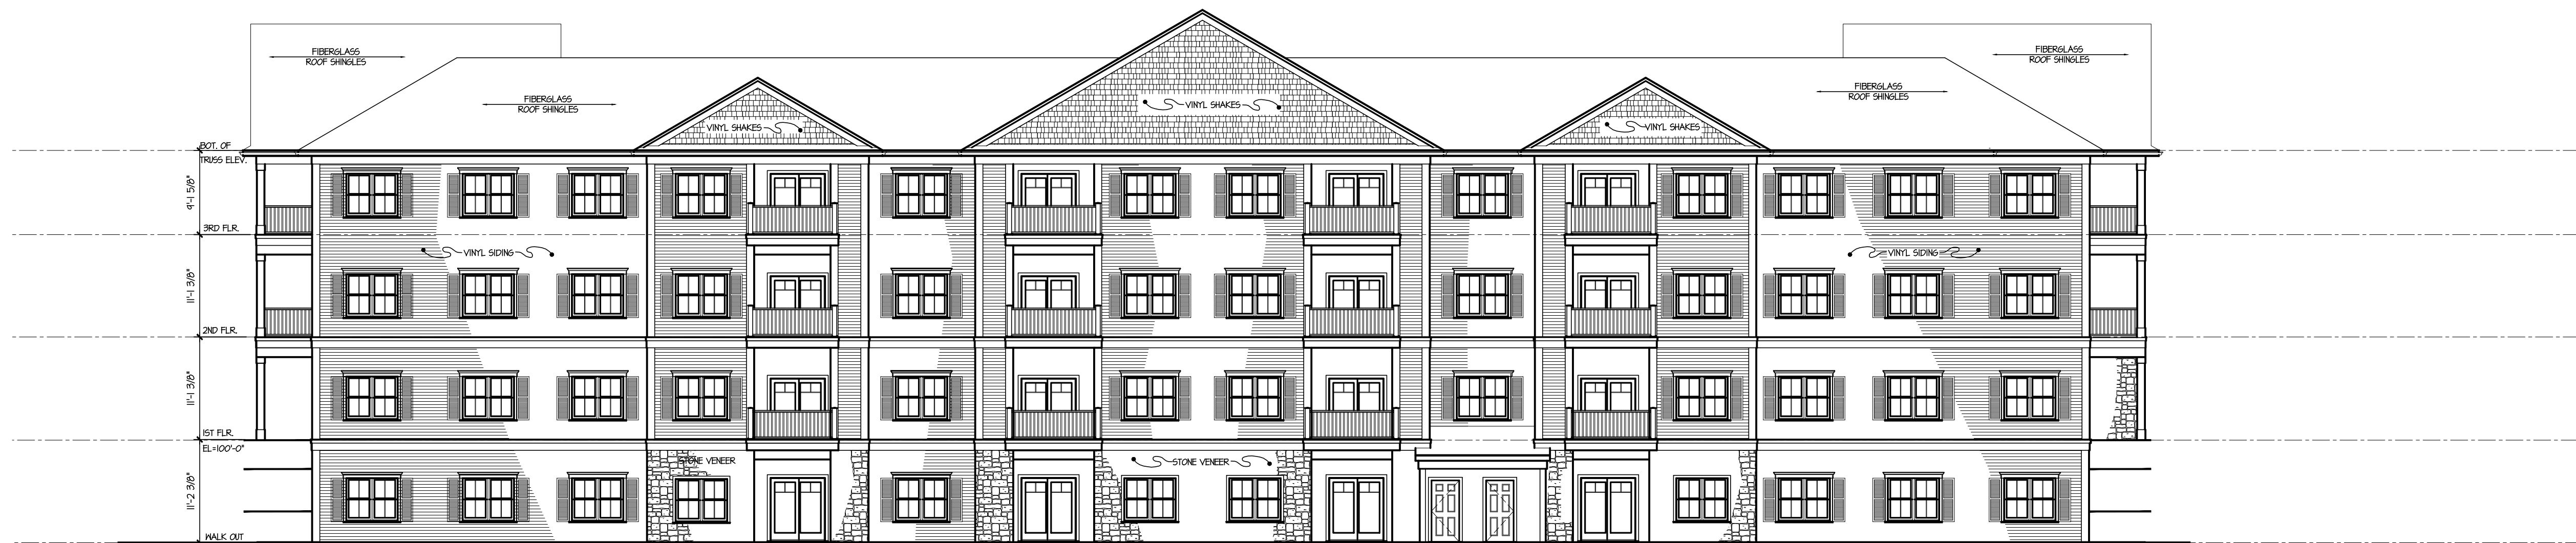 FIBERGLASS
ROOF SHINGLES
FIBERGLASS
ROOF SHINGLES
FIBERGLASS
ROOF SHINGLES
FIBERGLASS
ROOF SHINGLES
VINYL SHAKES
VINYL SHAKES
VINYL SHAKES
BOT. OF
TRUSS ELEV.
9'-1 5/8"
3RD FLR.
VINYL SIDING
VINYL SIDING
11'-1 3/8"
2ND FLR.
11'-1 3/8"
1ST FLR.
EL=100'-0"
STONE VENEER
STONE VENEER
11'-2 3/8"
WALK OUT